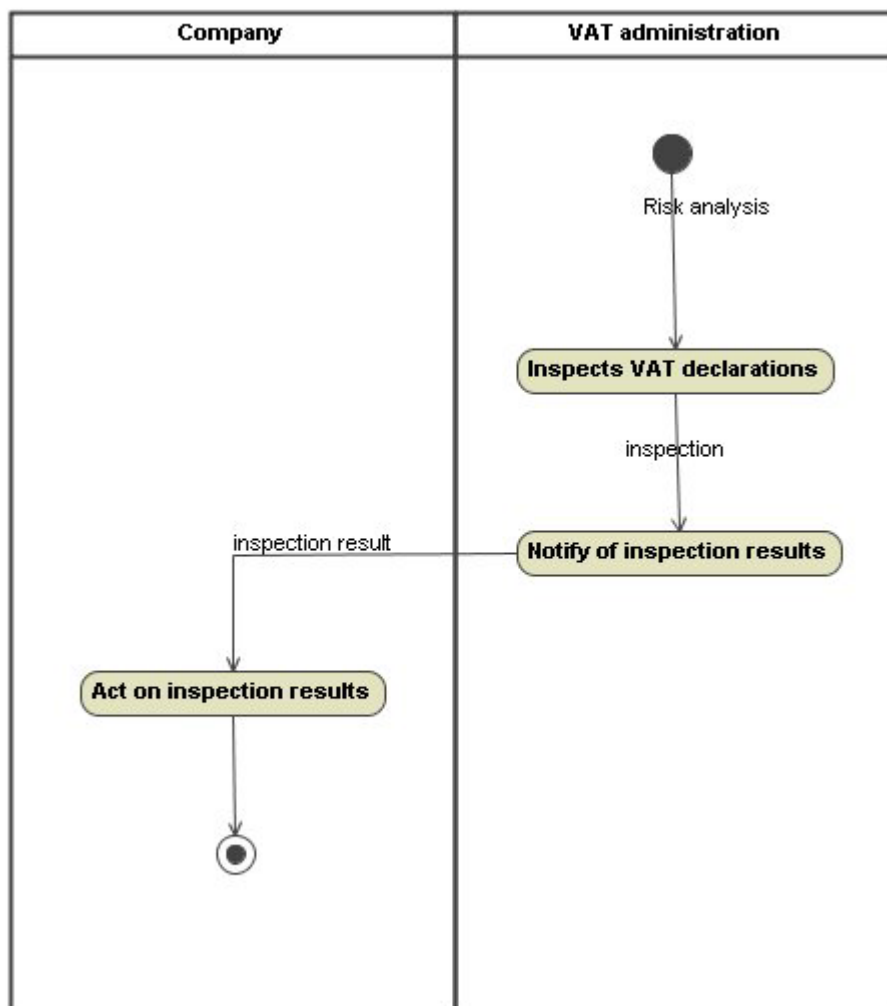 Company
VAT administration
Risk analysis
Inspects VAT declarations
inspection
Notify of inspection results
inspection result
Act on inspection results